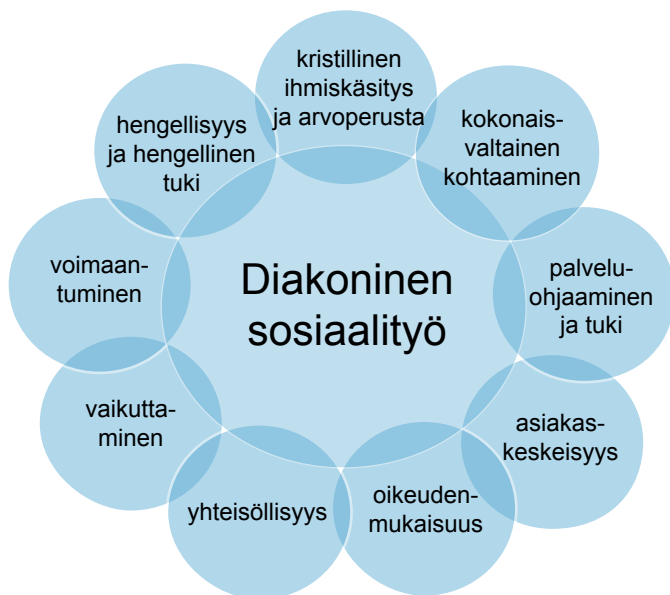 kristillinen
ihmiskäsitys
ja arvoperusta
kokonais-
valtainen
kohtaaminen
palvelu-
ohjaaminen
ja tuki
asiakas-
keskeisyys
oikeuden-
mukaisuus
yhteisöllisyys
vaikutta-
minen
voimaan-
tuminen
hengellisyys
ja hengellinen
tuki
Diakoninen
sosiaalityö